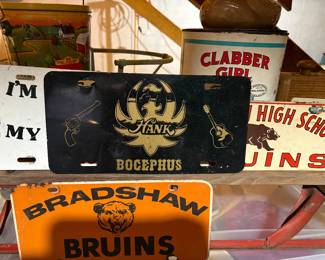 CLABBER
GIRL
I'M
MY
HANK
BOCEPHUS
HIGH SCHO
UINS
BRADSHAW
BRUINS